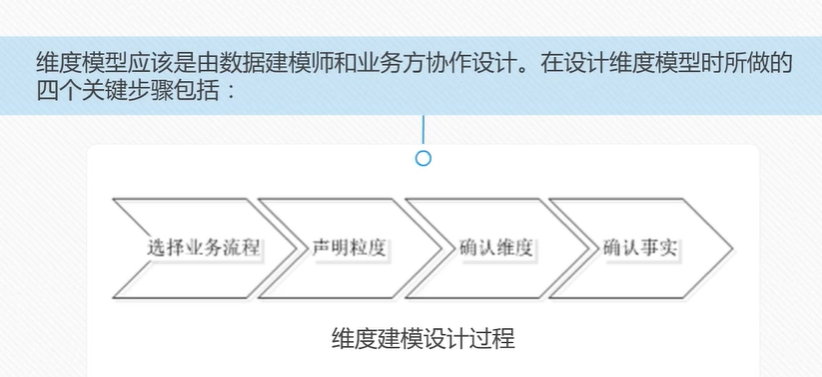 维度模型应该是由数据建模师和业务方协作设计。在设计维度模型时所做的
四个关键步骤包括：
选择业务流程
声明粒度
确认维度
确认事实
维度建模设计过程